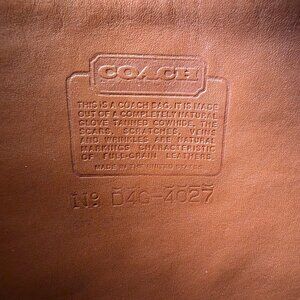 COACH
THIS IS A COACH BAG. IT IS MADE
OUT OF A COMPLETELY NATURAL
GLOVE TANNED COWHIDE. THE
SCARS, SCRATCHES, VEINS
AND WRINKLES ARE NATURAL
MARKINGS CHARACTERISTIC
OF FULL-GRAIN LEATHERS.
MADE IN THE UNITED STATES
Nº D4C-4027